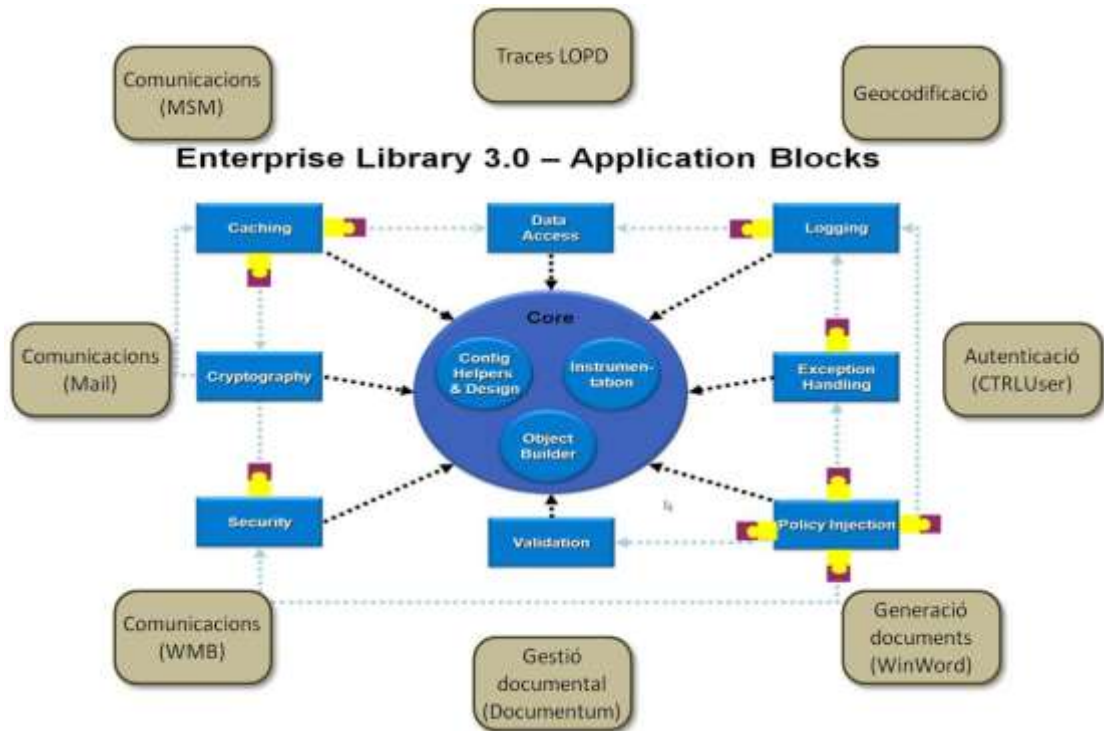 Traces LOPD
Comunicacions
(MSM)
Geocodificació
Enterprise Library 3.0 – Application Blocks
Caching
Data
Access
Logging
Core
Comunicacions
(Mail)
Cryptography
Config
Helpers
& Design
Instrumen-
tation
Exception
Handling
Autenticació
(CTRLUser)
Object
Builder
Security
Validation
Policy Injection
Comunicacions
(WMB)
Gestió
documental
(Documentum)
Generació
documents
(WinWord)